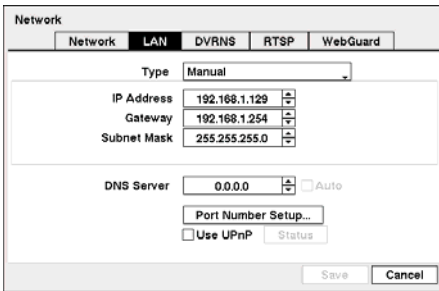 Network
Network LAN DVRNS RTSP WebGuard
Type Manual
IP Address 192.168.1.129
Gateway 192.168.1.254
Subnet Mask 255.255.255.0
DNS Server 0.0.0.0 Auto
Port Number Setup...
Use UPnP Status
Save Cancel